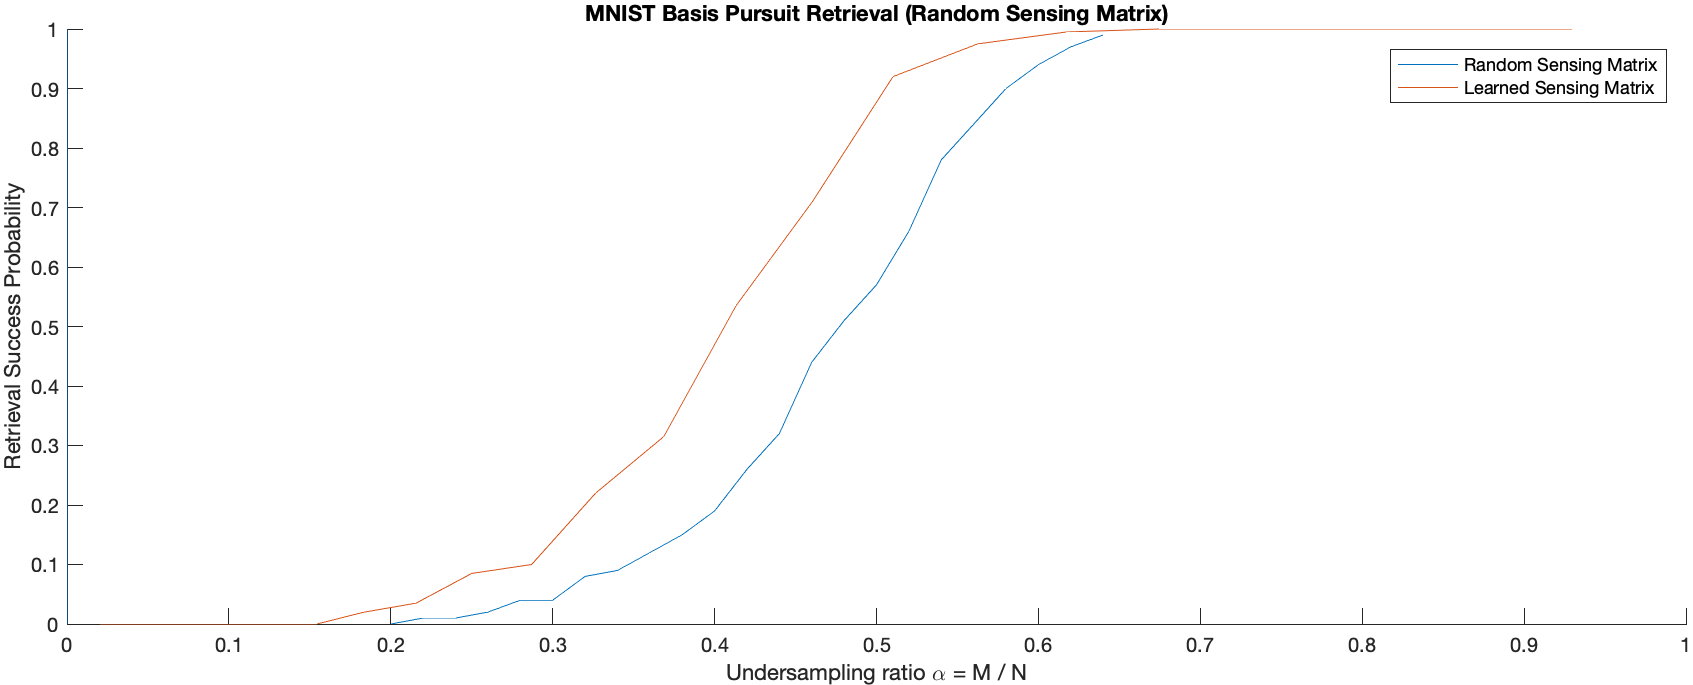 MNIST Basis Pursuit Retrieval (Random Sensing Matrix)
Random Sensing Matrix
Learned Sensing Matrix
Retrieval Success Probability
1
0.9
0.8
0.7
0.6
0.5
0.4
0.3
0.2
0.1
0
0 0.1 0.2 0.3 0.4 0.5 0.6 0.7 0.8 0.9 1
Undersampling ratio α = M / N